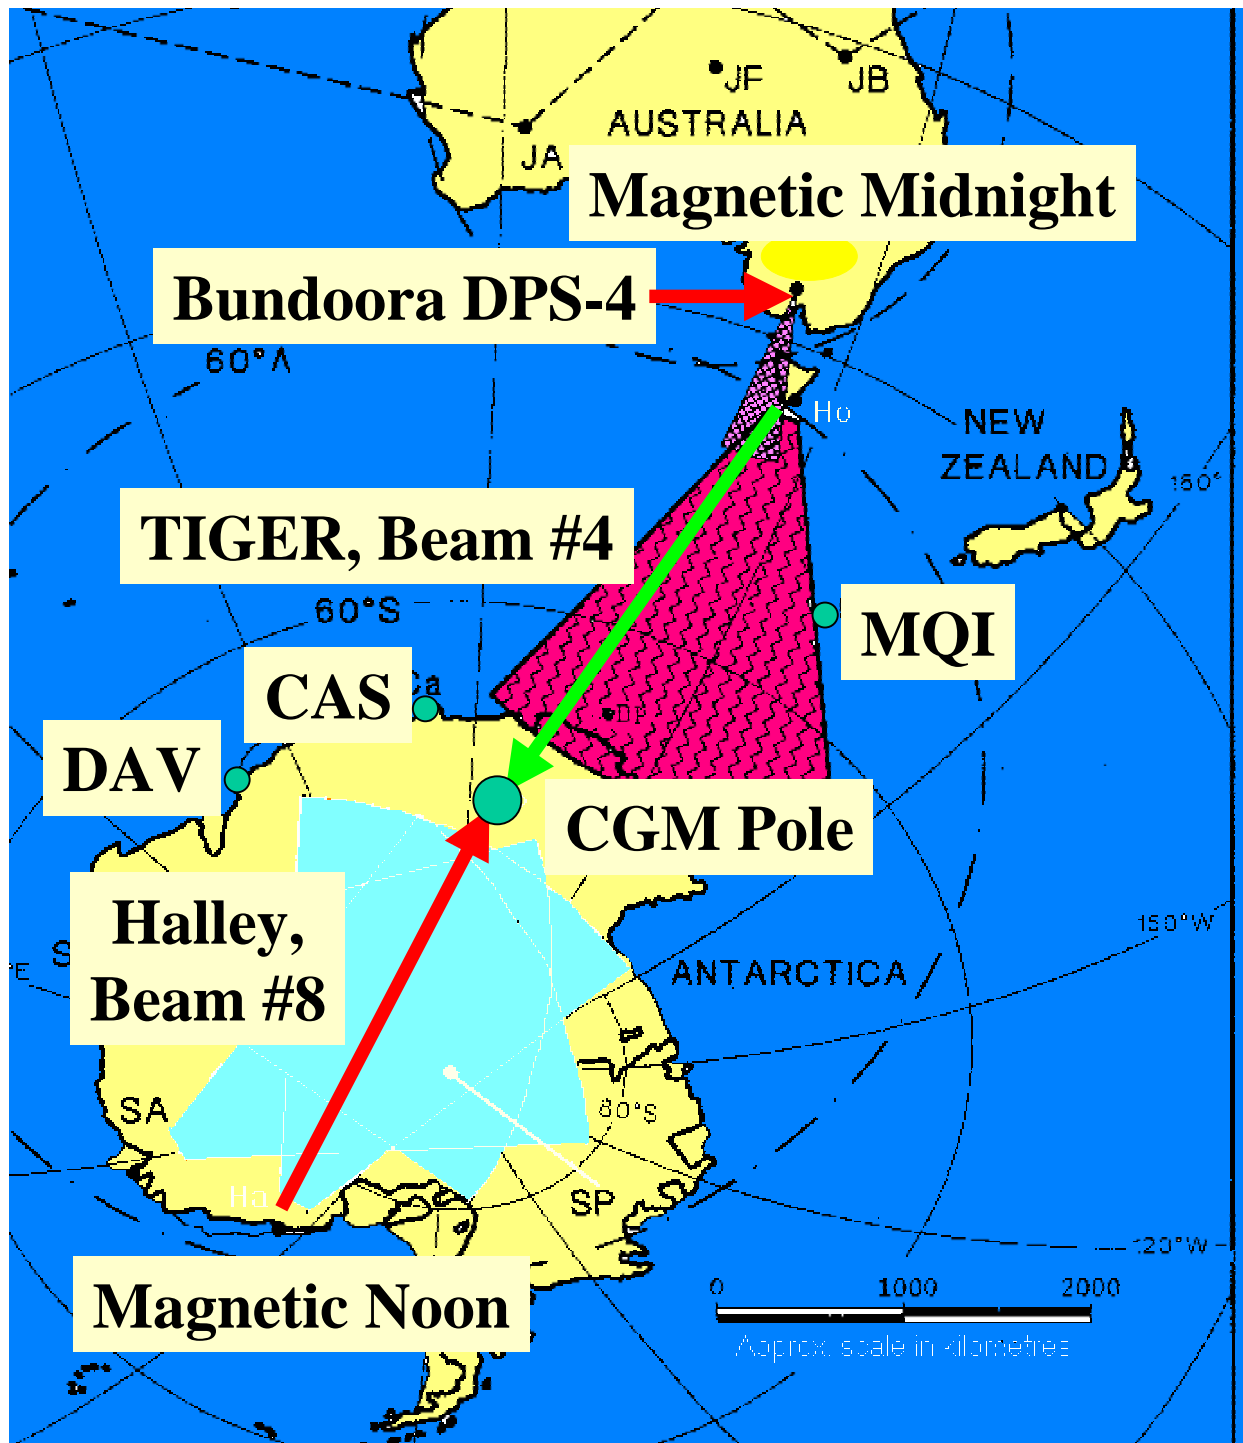 JF
JB
AUSTRALIA
JA
Magnetic Midnight
Bundoora DPS-4
60°Λ
Ho
NEW
ZEALAND
TIGER, Beam #4
60°S
MQI
CAS
DAV
CGM Pole
Halley,
Beam #8
150°W
°E
ANTARCTICA
SA
80°S
SP
120°W
Magnetic Noon
0 1000 2000
Approx. scale in kilometres